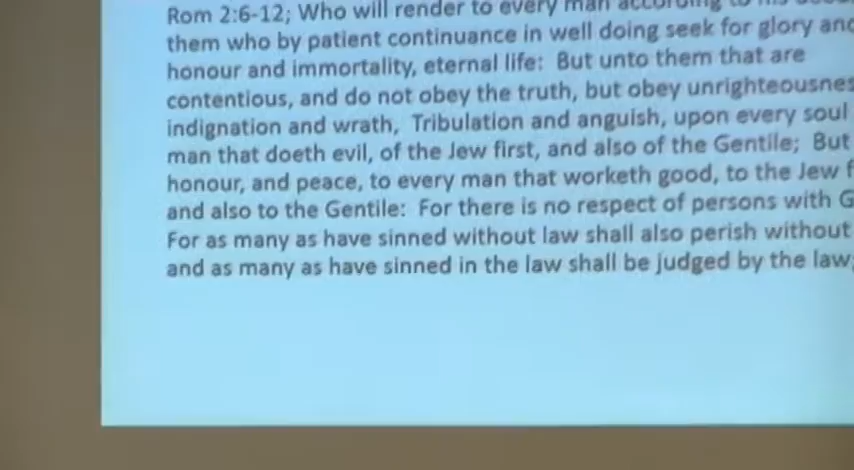 Rom 2:6-12; Who will render to every man according to his
them who by patient continuance in well doing seek for glory and
honour and immortality, eternal life: But unto them that are
contentious, and do not obey the truth, but obey unrighteousnes
indignation and wrath, Tribulation and anguish, upon every soul
man that doeth evil, of the Jew first, and also of the Gentile; But
honour, and peace, to every man that worketh good, to the Jew f
and also to the Gentile: For there is no respect of persons with G
For as many as have sinned without law shall also perish without
and as many as have sinned in the law shall be judged by the law;